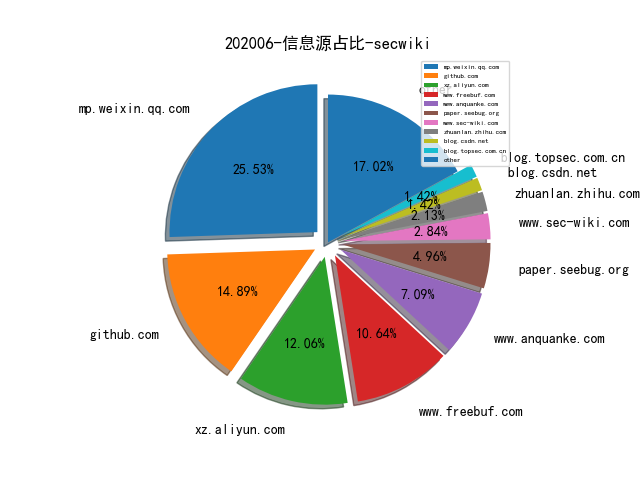 202006-信息源占比-secwiki
mp.weixin.qq.com
github.com
xz.aliyun.com
www.freebuf.com
www.anquanke.com
paper.seebug.org
www.sec-wiki.com
zhuanlan.zhihu.com
blog.csdn.net
blog.topsec.com.cn
other
mp.weixin.qq.com
other
25.53%
17.02%
blog.topsec.com.cn
blog.csdn.net
1.42%
zhuanlan.zhihu.com
1.42%
2.13%
www.sec-wiki.com
2.84%
4.96%
paper.seebug.org
14.89%
7.09%
github.com
10.64%
www.anquanke.com
12.06%
www.freebuf.com
xz.aliyun.com